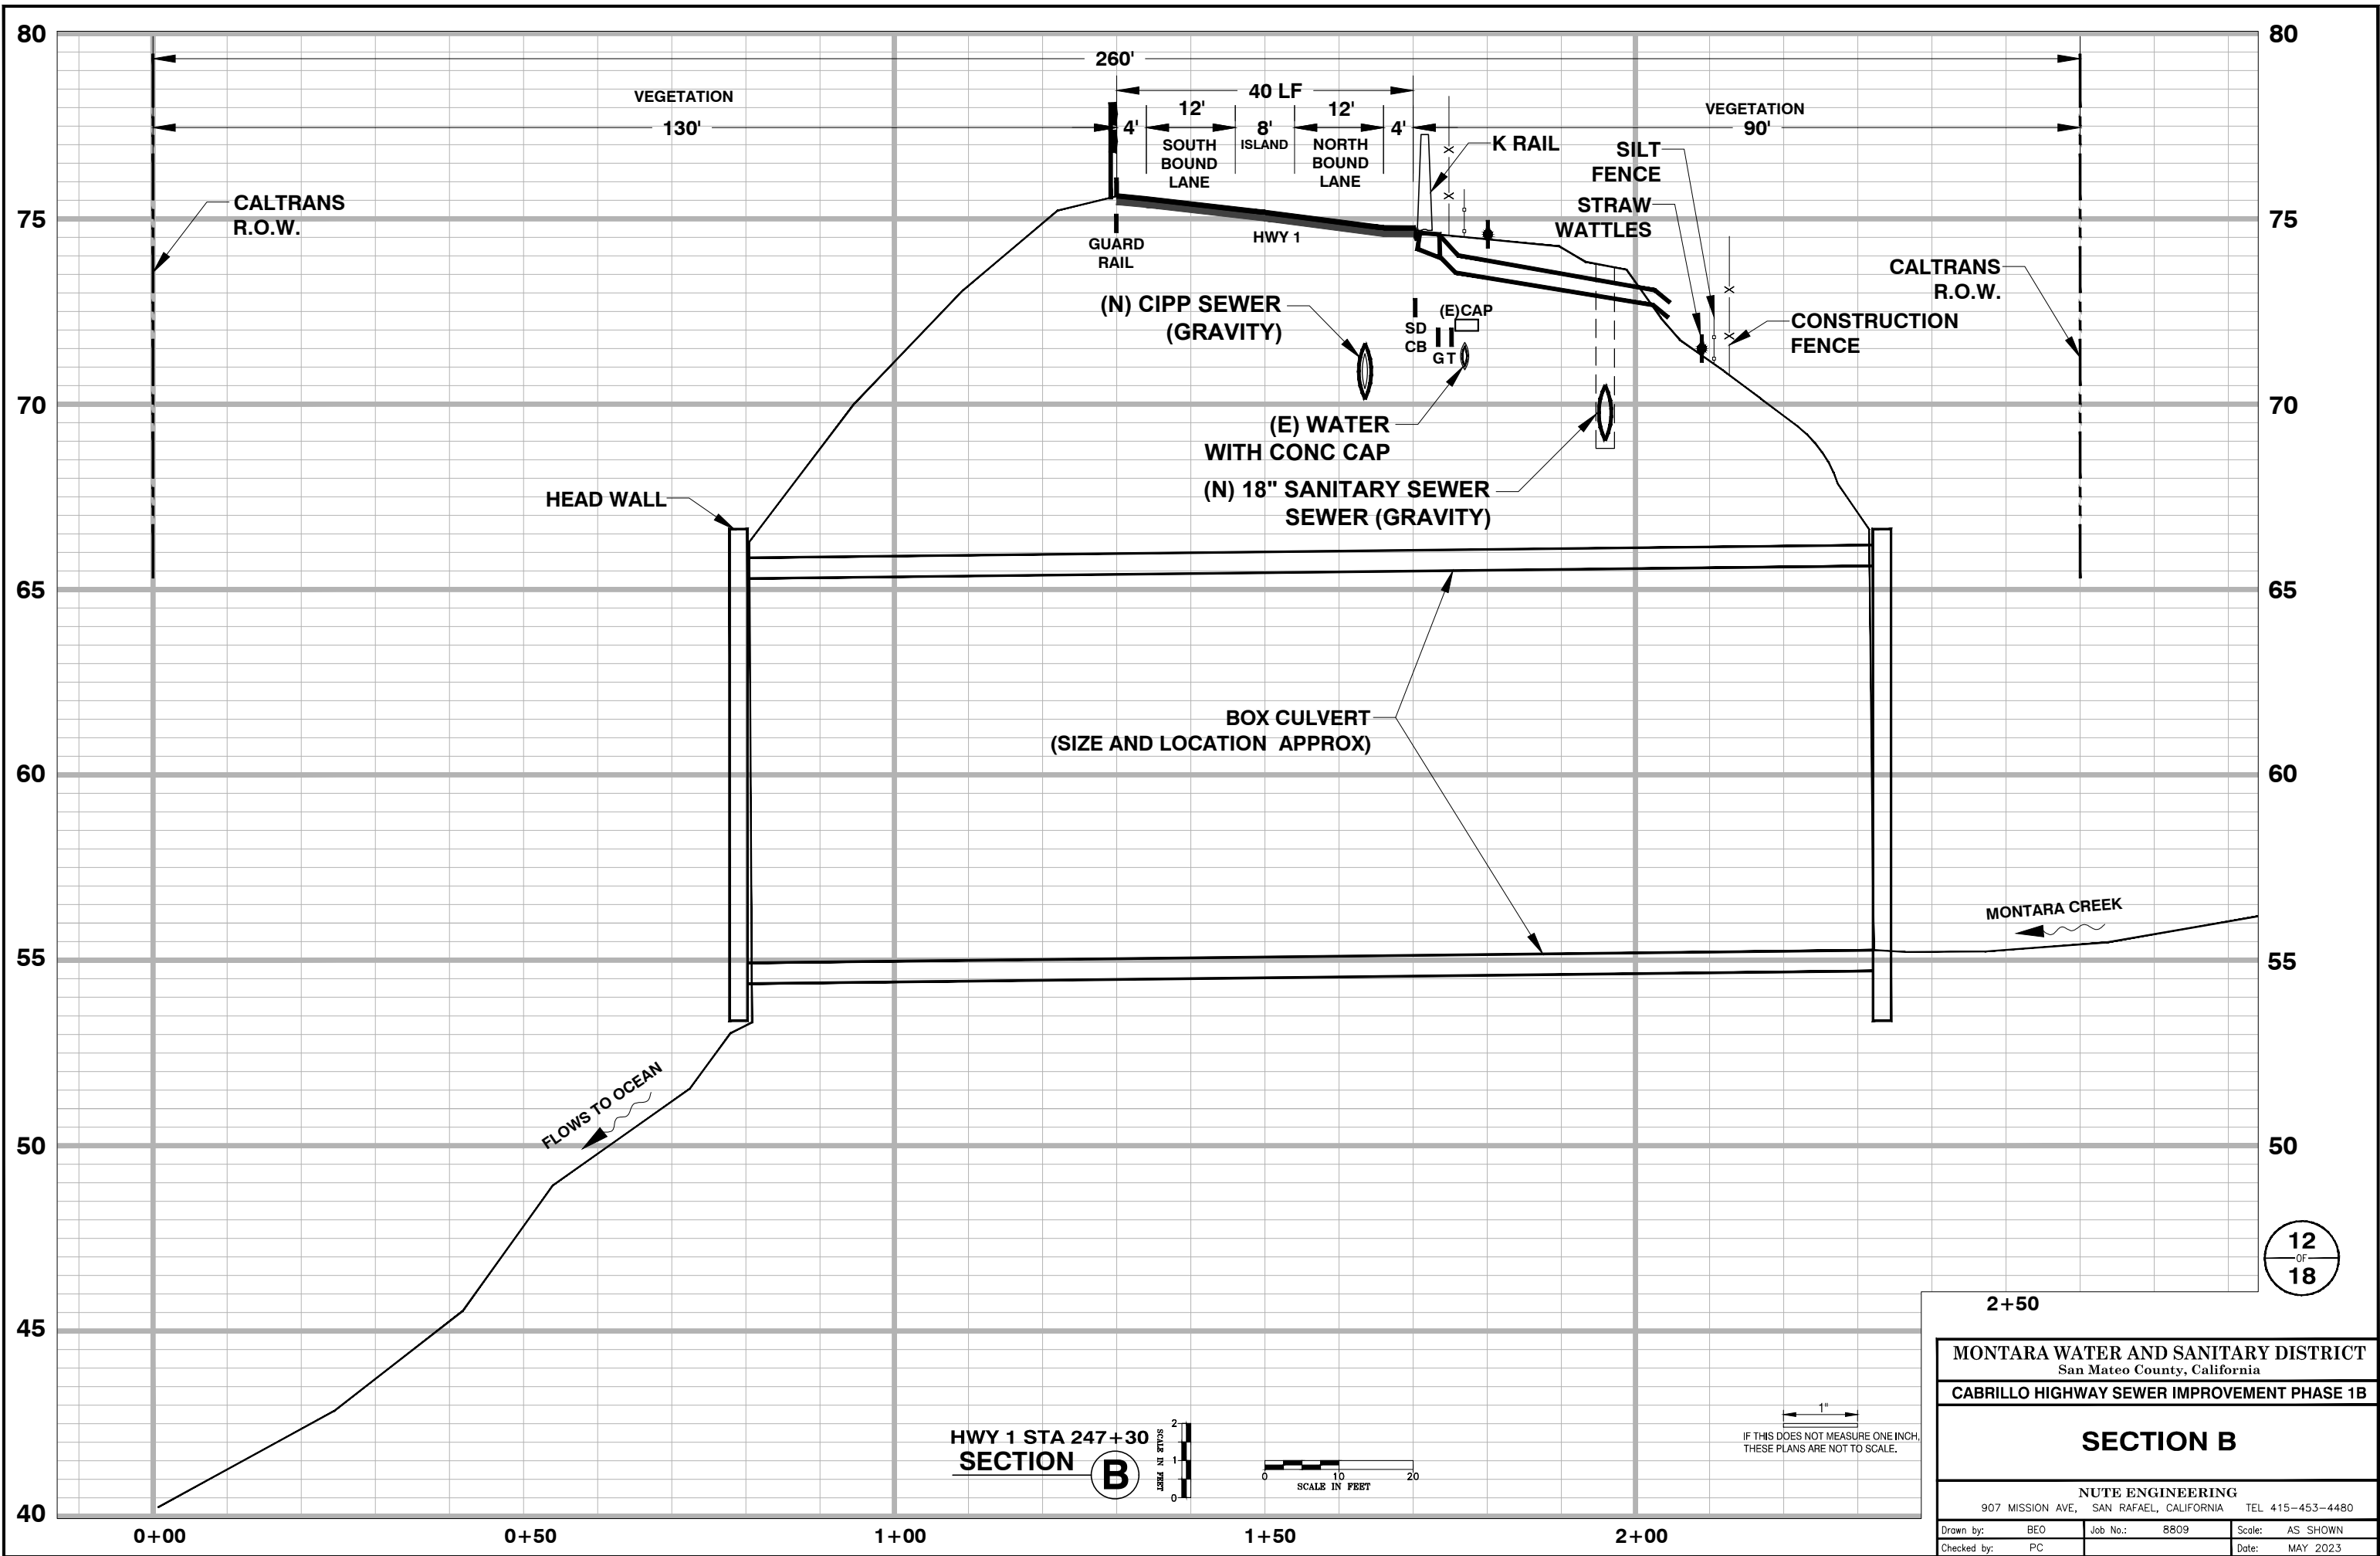 80
80
260'
VEGETATION
130'
40 LF
4'
12'
SOUTH
BOUND
LANE
8'
ISLAND
12'
NORTH
BOUND
LANE
4'
VEGETATION
90'
K RAIL
SILT
FENCE
STRAW
WATTLES
CALTRANS
R.O.W.
75
75
GUARD
RAIL
HWY 1
CALTRANS
R.O.W.
(N) CIPP SEWER
(GRAVITY)
SD
CB
(E)CAP
G T
CONSTRUCTION
FENCE
70
70
(E) WATER
WITH CONC CAP
HEAD WALL
(N) 18" SANITARY SEWER
SEWER (GRAVITY)
65
65
BOX CULVERT
(SIZE AND LOCATION APPROX)
60
60
MONTARA CREEK
55
55
FLOWS TO OCEAN
50
50
12
OF
18
45
2+50
40
0+00
0+50
1+00
1+50
2+00
HWY 1 STA 247+30
SECTION B
2
1
0
SCALE IN FEET
0 10 20
SCALE IN FEET
1"
IF THIS DOES NOT MEASURE ONE INCH,
THESE PLANS ARE NOT TO SCALE.
MONTARA WATER AND SANITARY DISTRICT
San Mateo County, California
CABRILLO HIGHWAY SEWER IMPROVEMENT PHASE 1B
SECTION B
NUTE ENGINEERING
907 MISSION AVE, SAN RAFAEL, CALIFORNIA TEL 415-453-4480
Drawn by: BEO Job No.: 8809 Scale: AS SHOWN
Checked by: PC Date: MAY 2023